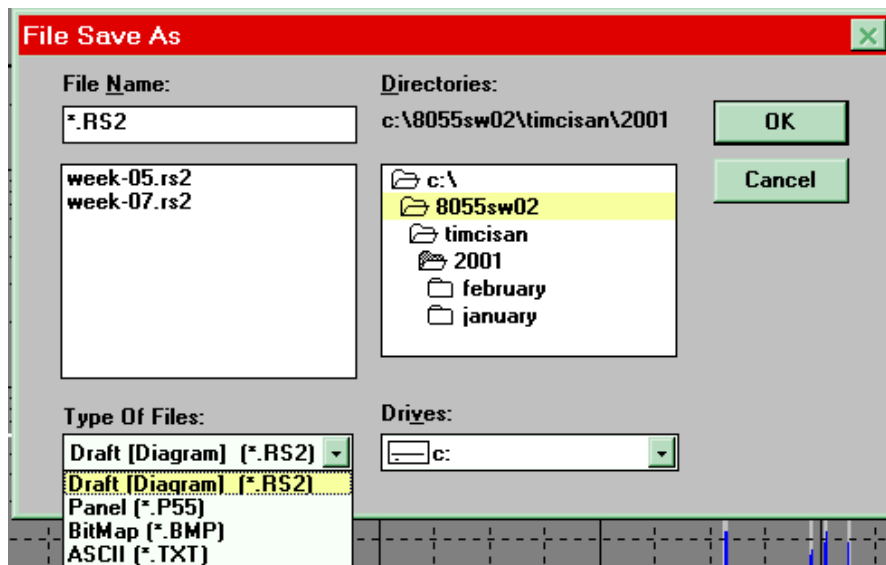 File Save As
File Name:
*.RS2
week-05.rs2
week-07.rs2
Type Of Files:
Draft [Diagram] (*.RS2)
Draft [Diagram] (*.RS2)
Panel (*.P55)
BitMap (*.BMP)
ASCII (*.TXT)
Directories:
c:\8055sw02\timcisan\2001
c:\
8055sw02
timcisan
2001
february
january
Drives:
c:
OK
Cancel